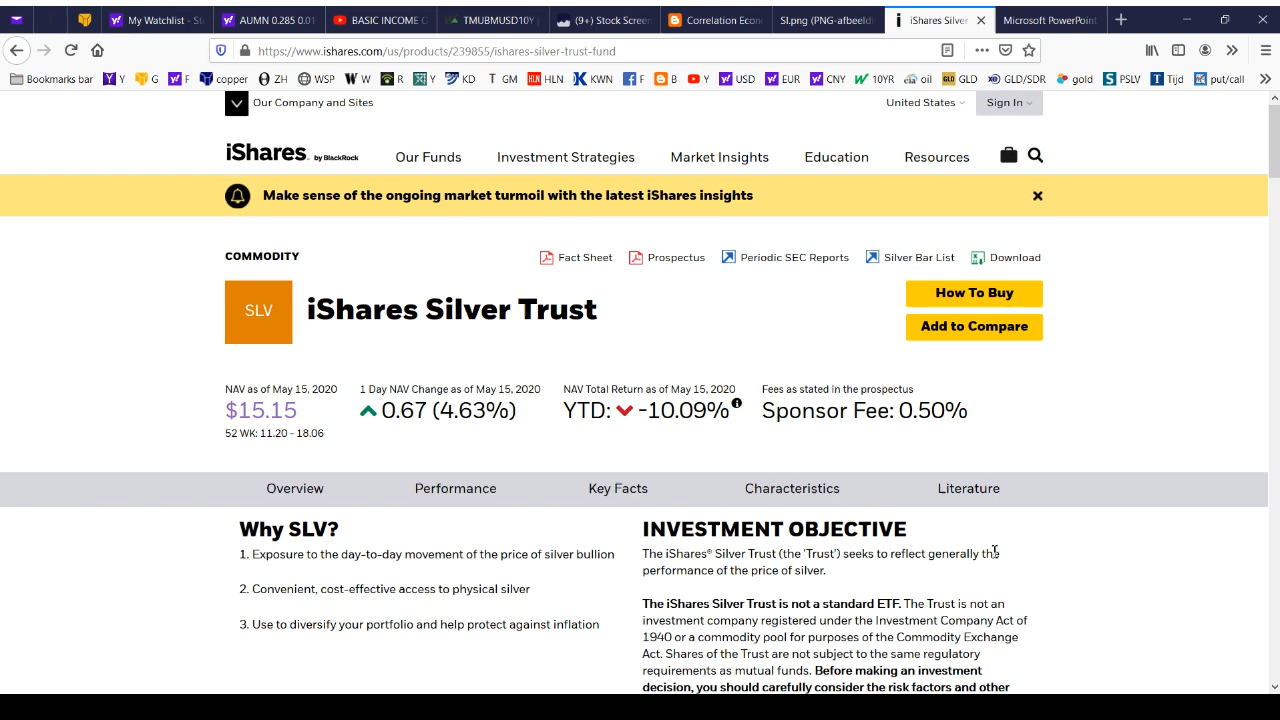 My Watchlist - St
AUMN 0.285 0.01
BASIC INCOME
TMUBMUSD10Y |
(9+) Stock Screen
Correlation Econ
SI.png (PNG-afbeeldi
iShares Silver
Microsoft PowerPoint
https://www.ishares.com/us/products/239855/ishares-silver-trust-fund
Bookmarks bar Y G F copper ZH WSP W R Y KD GM HLN KWN F B Y USD EUR CNY 10YR oil GLD GLD/SDR gold PSLV Tijd put/call
Our Company and Sites
United States
Sign In
iShares. by BlackRock
Our Funds
Investment Strategies
Market Insights
Education
Resources
Make sense of the ongoing market turmoil with the latest iShares insights
COMMODITY
Fact Sheet
Prospectus
Periodic SEC Reports
Silver Bar List
Download
SLV
iShares Silver Trust
How To Buy
Add to Compare
NAV as of May 15, 2020
$15.15
52 WK: 11.20 - 18.06
1 Day NAV Change as of May 15, 2020
0.67 (4.63%)
NAV Total Return as of May 15, 2020
YTD: -10.09%
Fees as stated in the prospectus
Sponsor Fee: 0.50%
Overview
Performance
Key Facts
Characteristics
Literature
Why SLV?
1. Exposure to the day-to-day movement of the price of silver bullion
2. Convenient, cost-effective access to physical silver
3. Use to diversify your portfolio and help protect against inflation
INVESTMENT OBJECTIVE
The iShares® Silver Trust (the 'Trust') seeks to reflect generally the
performance of the price of silver.
The iShares Silver Trust is not a standard ETF. The Trust is not an
investment company registered under the Investment Company Act of
1940 or a commodity pool for purposes of the Commodity Exchange
Act. Shares of the Trust are not subject to the same regulatory
requirements as mutual funds. Before making an investment
decision, you should carefully consider the risk factors and other